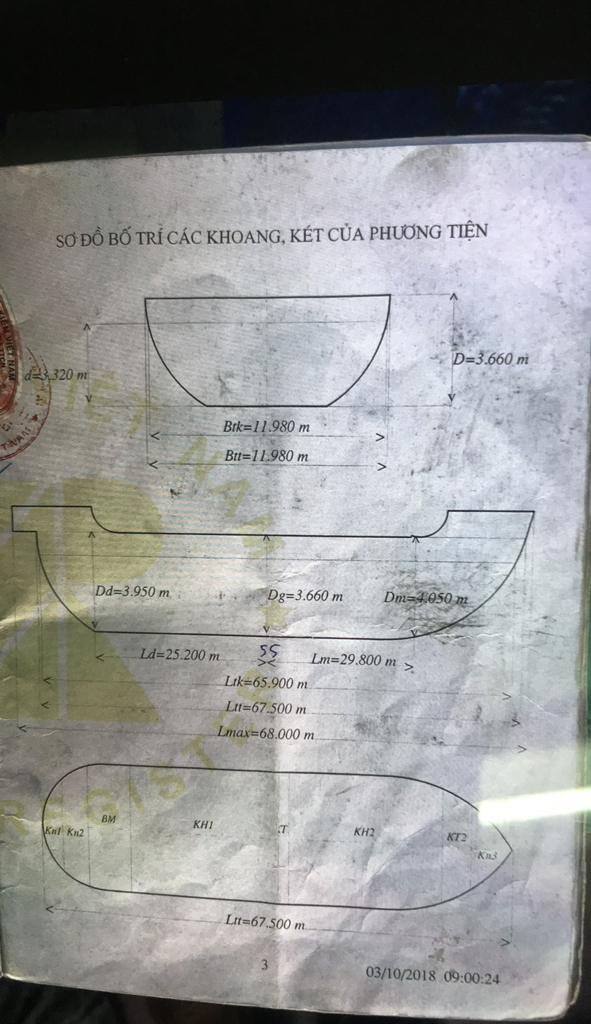 SƠ ĐỒ BỐ TRÍ CÁC KHOANG, KÉT CỦA PHƯƠNG TIỆN
d=3.320 m
D=3.660 m
Btk=11.980 m
Btt=11.980 m
VIỆT NAM
Dd=3.950 m
Dg=3.660 m
Dm=4.050 m
Ld=25.200 m
55
Lm=29.800 m
Ltk=65.900 m
Ltt=67.500 m
Lmax=68.000 m
REGISTER
Kn1
Kn2
BM
KH1
KH2
KT2
Kn3
Ltt=67.500 m
3
03/10/2018 09:00:24